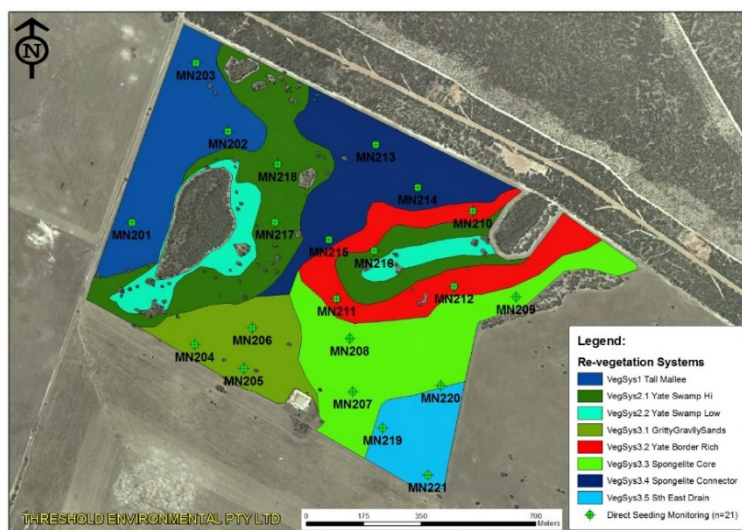 N
MN203
MN202
MN213
MN218
MN214
MN201
MN217
MN210
MN215
MN216
MN212
MN211
MN209
MN206
MN204
MN208
MN205
MN207
MN220
MN219
MN221
Legend:
Re-vegetation Systems
VegSys1 Tall Mallee
VegSys2.1 Yate Swamp Hi
VegSys2.2 Yate Swamp Low
VegSys3.1 GrittyGravllySands
VegSys3.2 Yate Border Rich
VegSys3.3 Spongelite Core
VegSys3.4 Spongelite Connector
VegSys3.5 Sth East Drain
Direct Seeding Monitoring (n=21)
THRESHOLD ENVIRONMENTAL PTY LTD
0 175 350 700
Meters